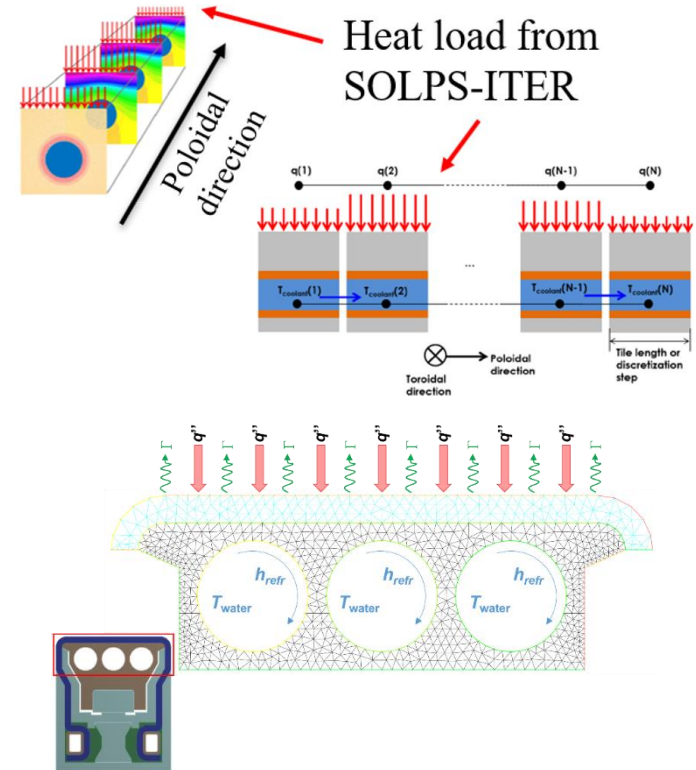 Heat load from
SOLPS-ITER
Poloidal
direction
q(1) q(2) q(N-1) q(N)
...
T_coolant(1) T_coolant(2) T_coolant(N-1) T_coolant(N)
Toroidal
direction
Poloidal
direction
Tile length or
discretization
step
Γ q” Γ q” Γ q” Γ q” Γ q” Γ q” Γ q” Γ
h_refr h_refr h_refr
T_water T_water T_water